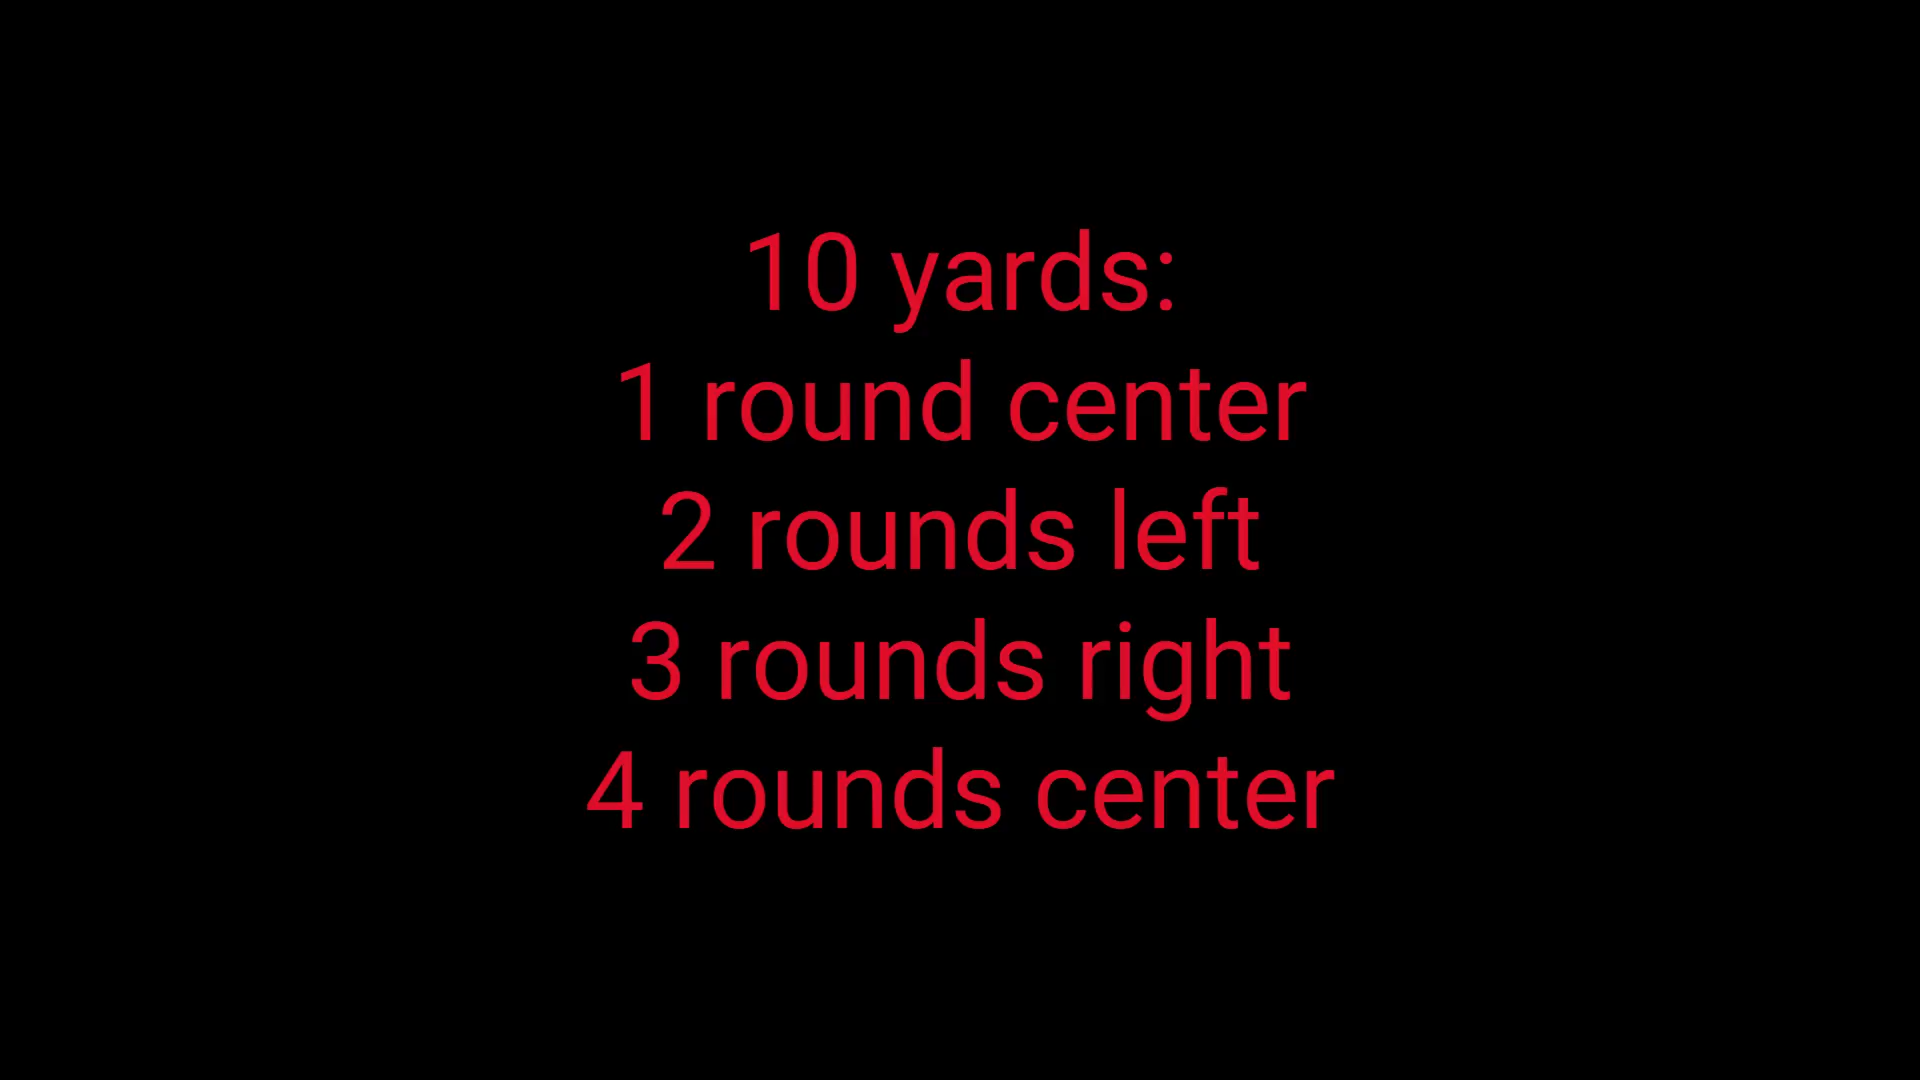 10 yards:
1 round center
2 rounds left
3 rounds right
4 rounds center